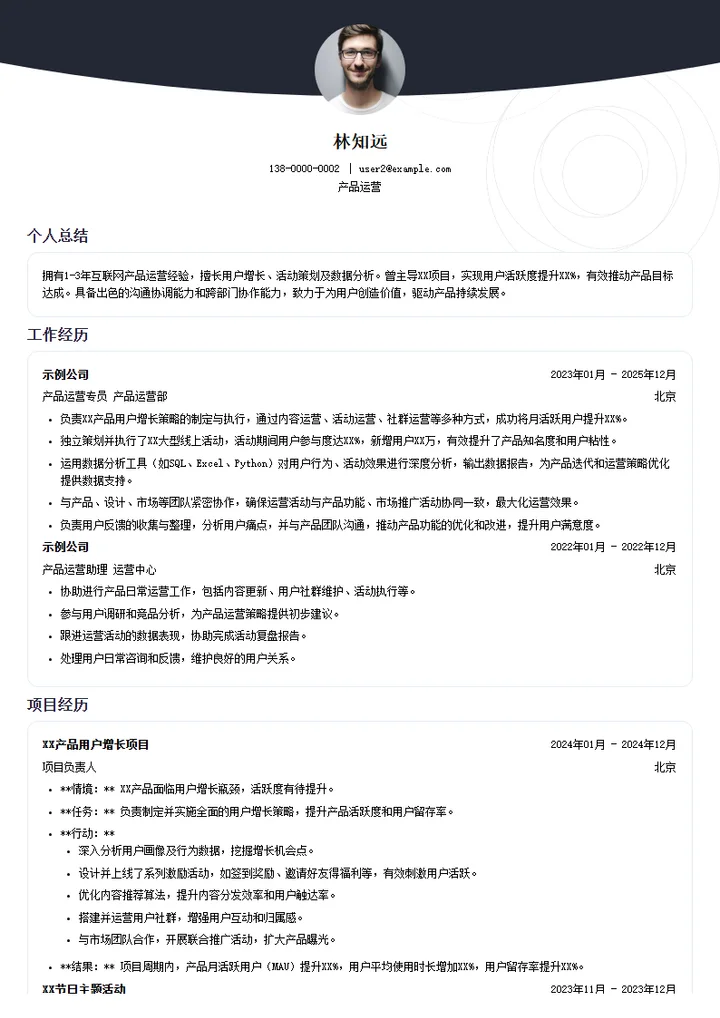 林知远
138-0000-0002 | user2@example.com
产品运营
个人总结
拥有1-3年互联网产品运营经验，擅长用户增长、活动策划及数据分析。曾主导XX项目，实现用户活跃度提升XX%，有效推动产品目标
达成。具备出色的沟通协调能力和跨部门协作能力，致力于为用户创造价值，驱动产品持续发展。
工作经历
示例公司 2023年01月 - 2025年12月
产品运营专员 产品运营部 北京
• 负责XX产品用户增长策略的制定与执行，通过内容运营、活动运营、社群运营等多种方式，成功将月活跃用户提升XX%。
• 独立策划并执行了XX大型线上活动，活动期间用户参与度达XX%，新增用户XX万，有效提升了产品知名度和用户粘性。
• 运用数据分析工具（如SQL、Excel、Python）对用户行为、活动效果进行深度分析，输出数据报告，为产品迭代和运营策略优化
提供数据支持。
• 与产品、设计、市场等团队紧密协作，确保运营活动与产品功能、市场推广活动协同一致，最大化运营效果。
• 负责用户反馈的收集与整理，分析用户痛点，并与产品团队沟通，推动产品功能的优化和改进，提升用户满意度。
示例公司 2022年01月 - 2022年12月
产品运营助理 运营中心 北京
• 协助进行产品日常运营工作，包括内容更新、用户社群维护、活动执行等。
• 参与用户调研和竞品分析，为产品运营策略提供初步建议。
• 跟进运营活动的数据表现，协助完成活动复盘报告。
• 处理用户日常咨询和反馈，维护良好的用户关系。
项目经历
XX产品用户增长项目 2024年01月 - 2024年12月
项目负责人 北京
• **情境：** XX产品面临用户增长瓶颈，活跃度有待提升。
• **任务：** 负责制定并实施全面的用户增长策略，提升产品活跃度和用户留存率。
• **行动：**
• 深入分析用户画像及行为数据，挖掘增长机会点。
• 设计并上线了系列激励活动，如签到奖励、邀请好友得福利等，有效刺激用户活跃。
• 优化内容推荐算法，提升内容分发效率和用户触达率。
• 搭建并运营用户社群，增强用户互动和归属感。
• 与市场团队合作，开展联合推广活动，扩大产品曝光。
• **结果：** 项目周期内，产品月活跃用户（MAU）提升XX%，用户平均使用时长增加XX%，用户留存率提升XX%。
XX节日主题活动 2023年11月 - 2023年12月